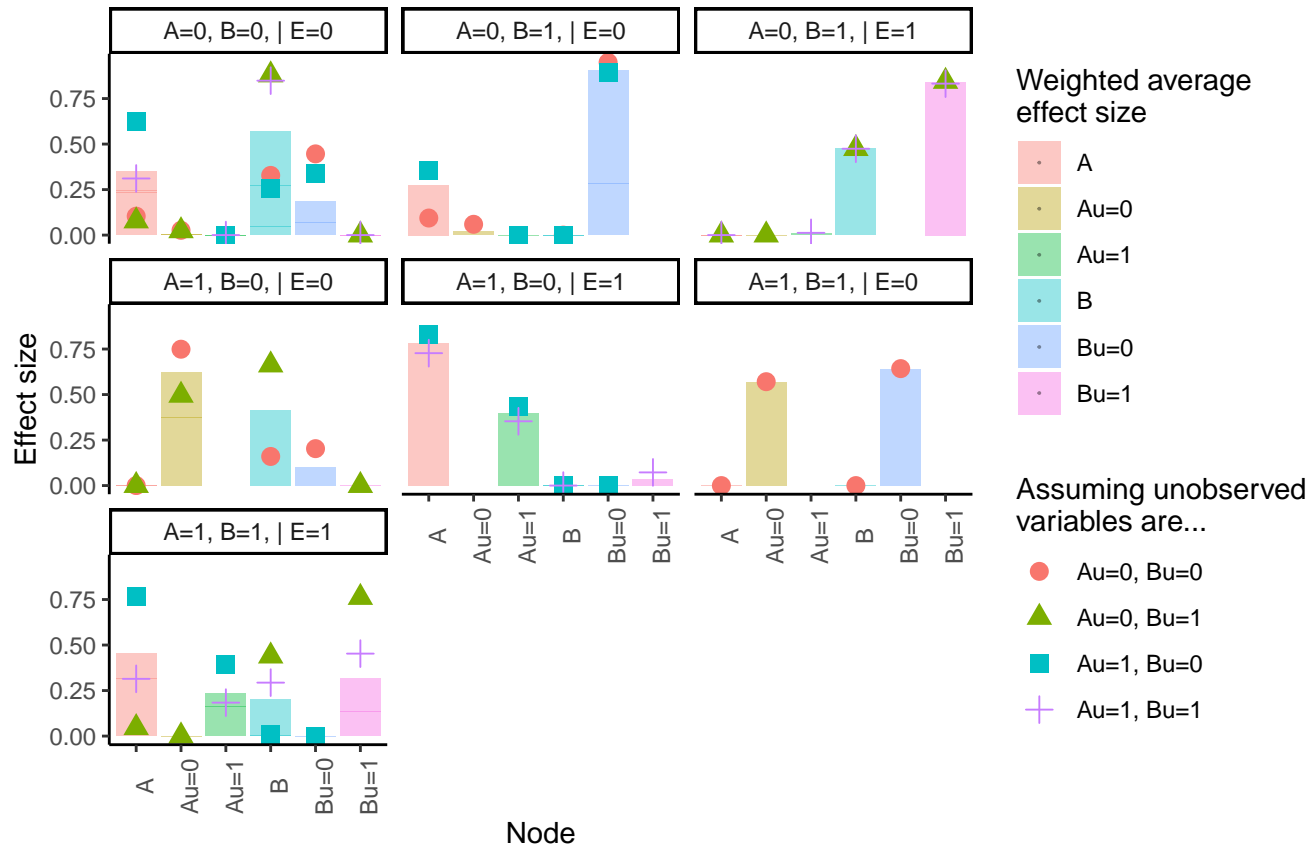 A=0, B=0, | E=0
A=0, B=1, | E=0
A=0, B=1, | E=1
0.75
0.50
0.25
0.00
A=1, B=0, | E=0
A=1, B=0, | E=1
A=1, B=1, | E=0
0.75
0.50
0.25
0.00
A
Au=0
Au=1
B
Bu=0
Bu=1
A
Au=0
Au=1
B
Bu=0
Bu=1
A=1, B=1, | E=1
0.75
0.50
0.25
0.00
A
Au=0
Au=1
B
Bu=0
Bu=1
Effect size
Node
Weighted average
effect size
A
Au=0
Au=1
B
Bu=0
Bu=1
Assuming unobserved
variables are...
Au=0, Bu=0
Au=0, Bu=1
Au=1, Bu=0
Au=1, Bu=1